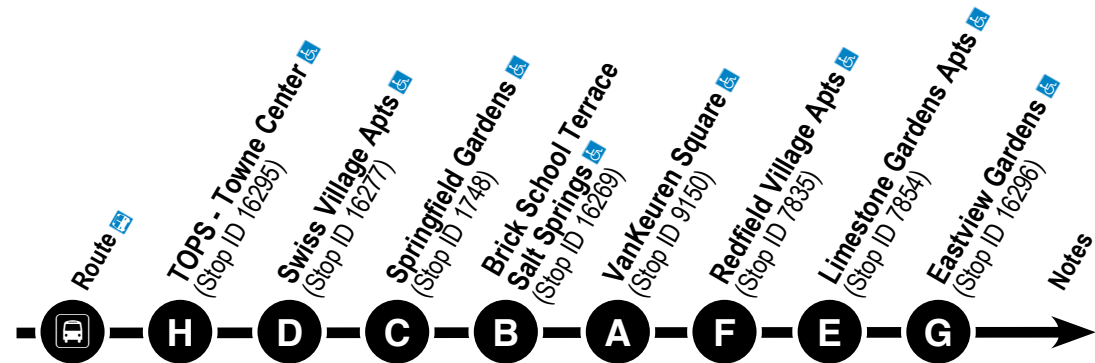 Route
TOPS - Towne Center
(Stop ID 16295)
Swiss Village Apts
(Stop ID 16277)
Springfield Gardens
(Stop ID 1748)
Brick School Terrace
Salt Springs
(Stop ID 16269)
VanKeuren Square
(Stop ID 9150)
Redfield Village Apts
(Stop ID 7835)
Limestone Gardens Apts
(Stop ID 7854)
Eastview Gardens
(Stop ID 16296)
Notes
H D C B A F E G